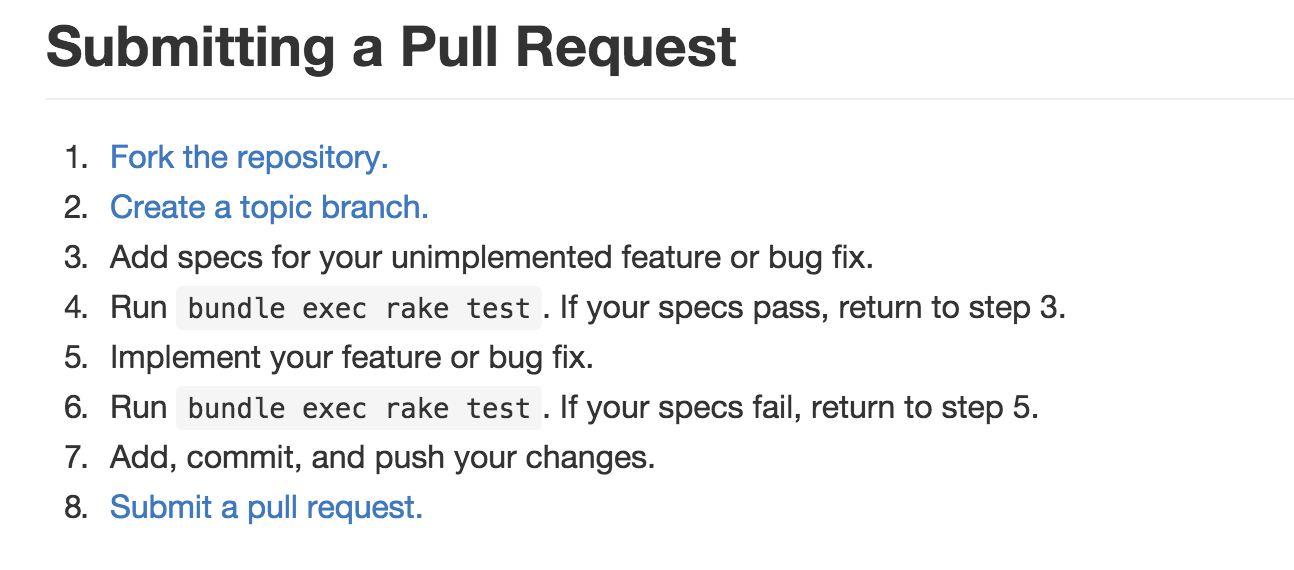 Submitting a Pull Request
1. Fork the repository.
2. Create a topic branch.
3. Add specs for your unimplemented feature or bug fix.
4. Run bundle exec rake test . If your specs pass, return to step 3.
5. Implement your feature or bug fix.
6. Run bundle exec rake test . If your specs fail, return to step 5.
7. Add, commit, and push your changes.
8. Submit a pull request.